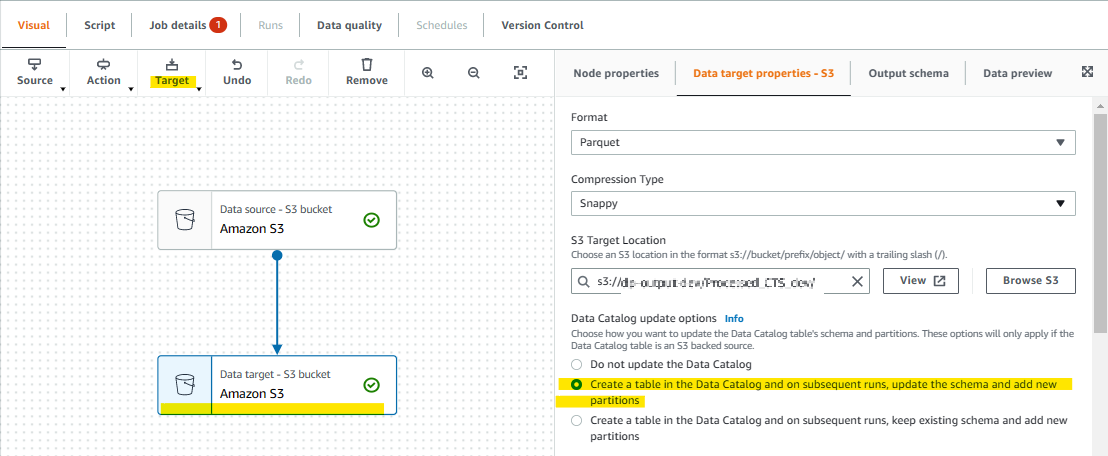 Visual Script Job details 1 Runs Data quality Schedules Version Control
Source Action Target Undo Redo Remove
Node properties Data target properties - S3 Output schema Data preview
Format
Parquet
Compression Type
Snappy
S3 Target Location
Choose an S3 location in the format s3://bucket/prefix/object/ with a trailing slash (/).
s3:// View Browse S3
Data Catalog update options Info
Choose how you want to update the Data Catalog table's schema and partitions. These options will only apply if the
Data Catalog table is an S3 backed source.
Do not update the Data Catalog
Create a table in the Data Catalog and on subsequent runs, update the schema and add new
partitions
Create a table in the Data Catalog and on subsequent runs, keep existing schema and add new
partitions
Data source - S3 bucket
Amazon S3
Data target - S3 bucket
Amazon S3